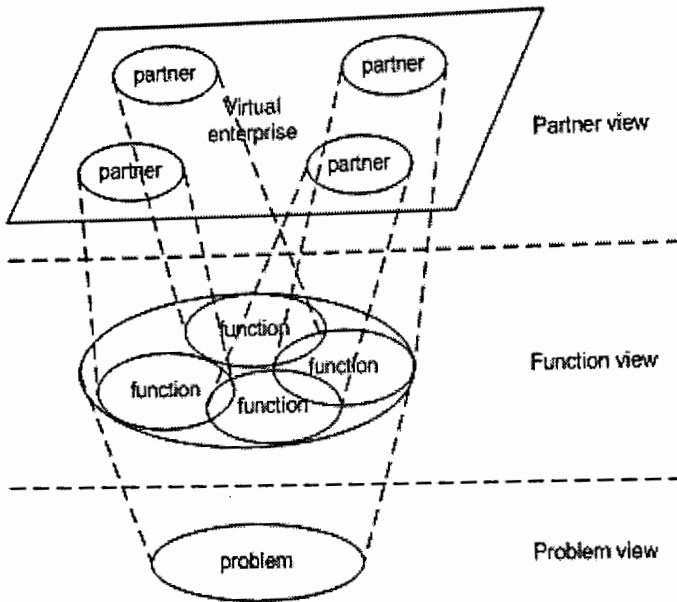 partner
partner
Virtual
enterprise
Partner view
partner
partner
function
Function view
function
function
function
problem
Problem view